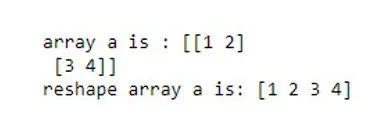 array a is : [[1 2]
[3 4]]
reshape array a is: [1 2 3 4]